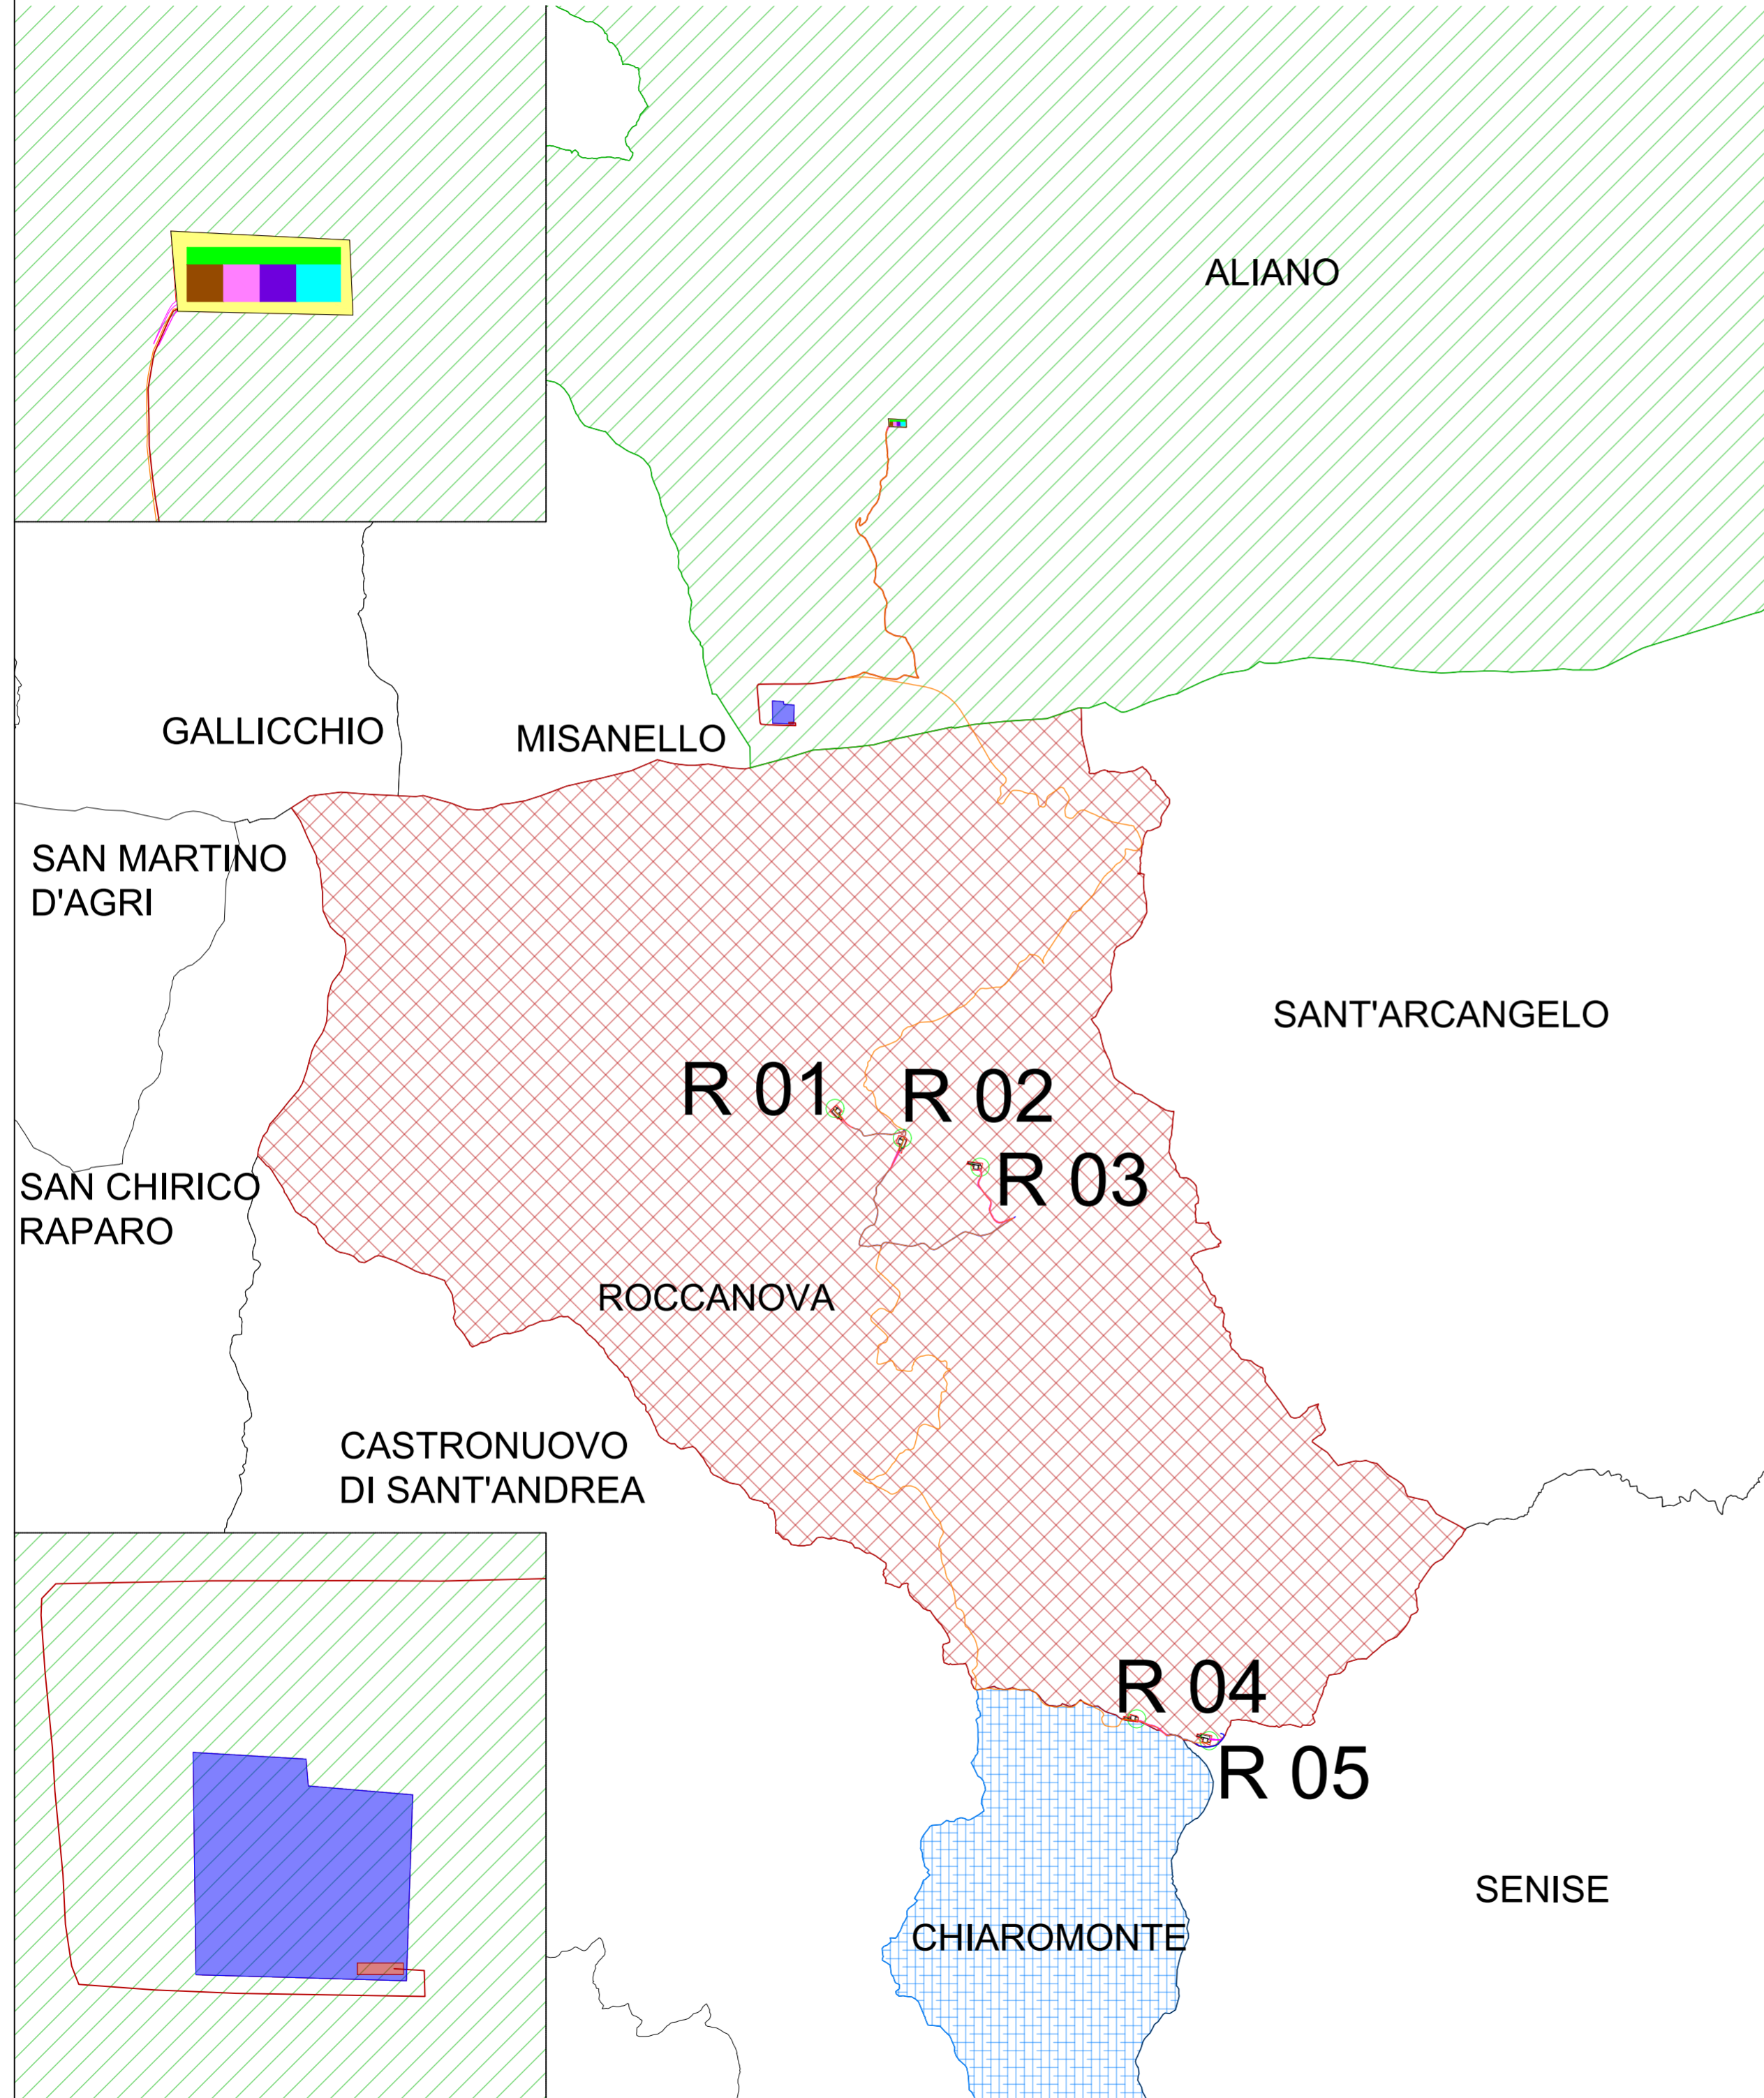 ALIANO
GALLICCHIO
MISANELLO
SAN MARTINO
D'AGRI
SANT'ARCANGELO
R 01
R 02
R 03
SAN CHIRICO
RAPARO
ROCCANOVA
CASTRONUOVO
DI SANT'ANDREA
R 04
R 05
SENISE
CHIAROMONTE